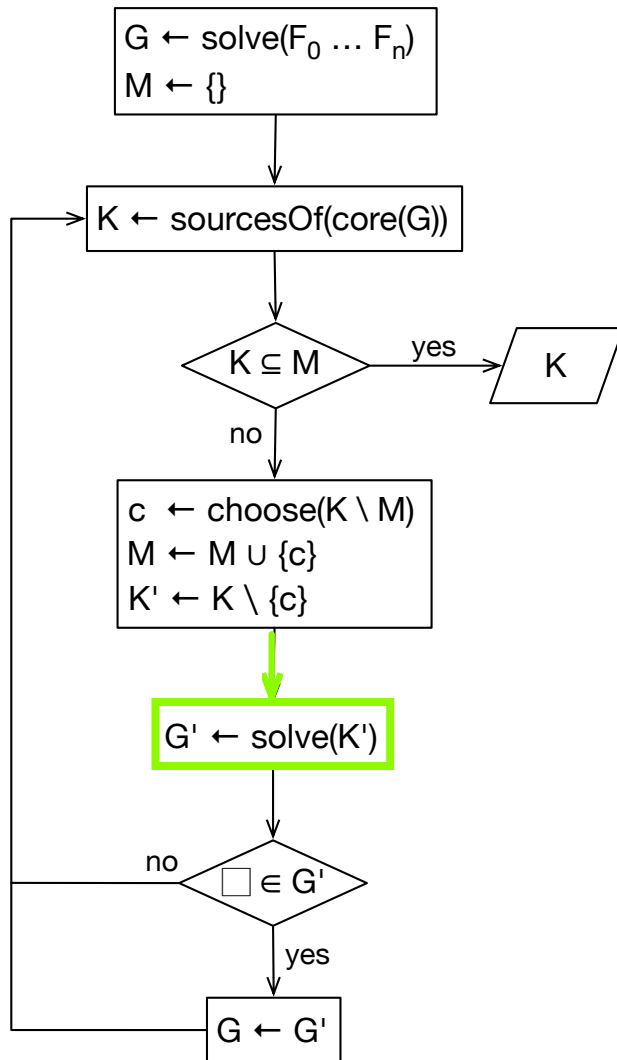 G ← solve(F₀ … Fₙ)
M ← {}
K ← sourcesOf(core(G))
K ⊆ M
yes
K
no
c ← choose(K \ M)
M ← M ∪ {c}
K' ← K \ {c}
G' ← solve(K')
no
□ ∈ G'
yes
G ← G'